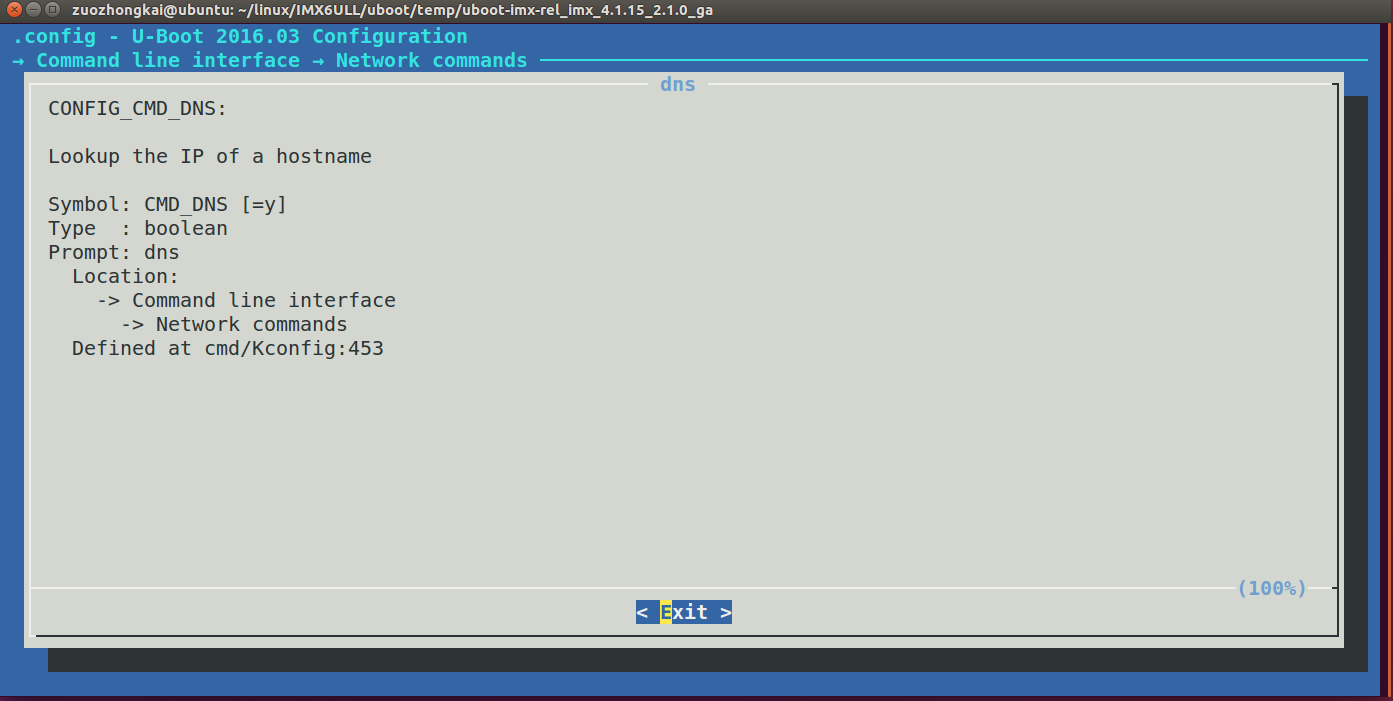 zuozhongkai@ubuntu: ~/linux/IMX6ULL/uboot/temp/uboot-imx-rel_imx_4.1.15_2.1.0_ga
.config - U-Boot 2016.03 Configuration
→ Command line interface → Network commands
dns
CONFIG_CMD_DNS:
Lookup the IP of a hostname
Symbol: CMD_DNS [=y]
Type  : boolean
Prompt: dns
Location:
-> Command line interface
-> Network commands
Defined at cmd/Kconfig:453
(100%)
< Exit >